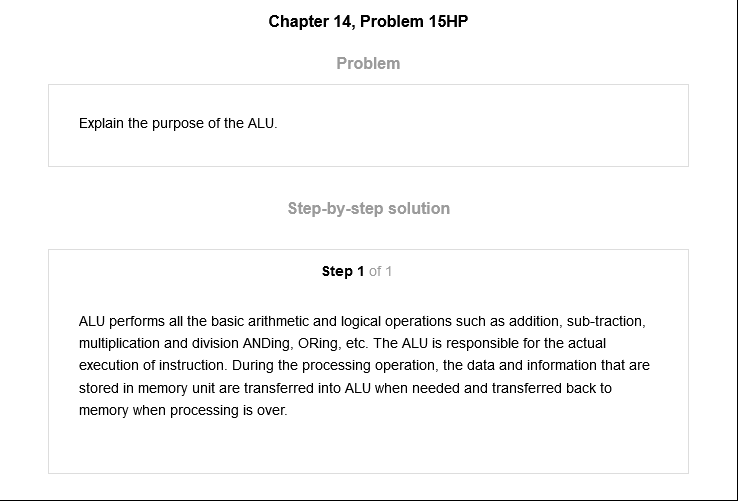 Chapter 14, Problem 15HP
Problem
Explain the purpose of the ALU.
Step-by-step solution
Step 1 of 1
ALU performs all the basic arithmetic and logical operations such as addition, sub-traction,
multiplication and division ANDing, ORing, etc. The ALU is responsible for the actual
execution of instruction. During the processing operation, the data and information that are
stored in memory unit are transferred into ALU when needed and transferred back to
memory when processing is over.